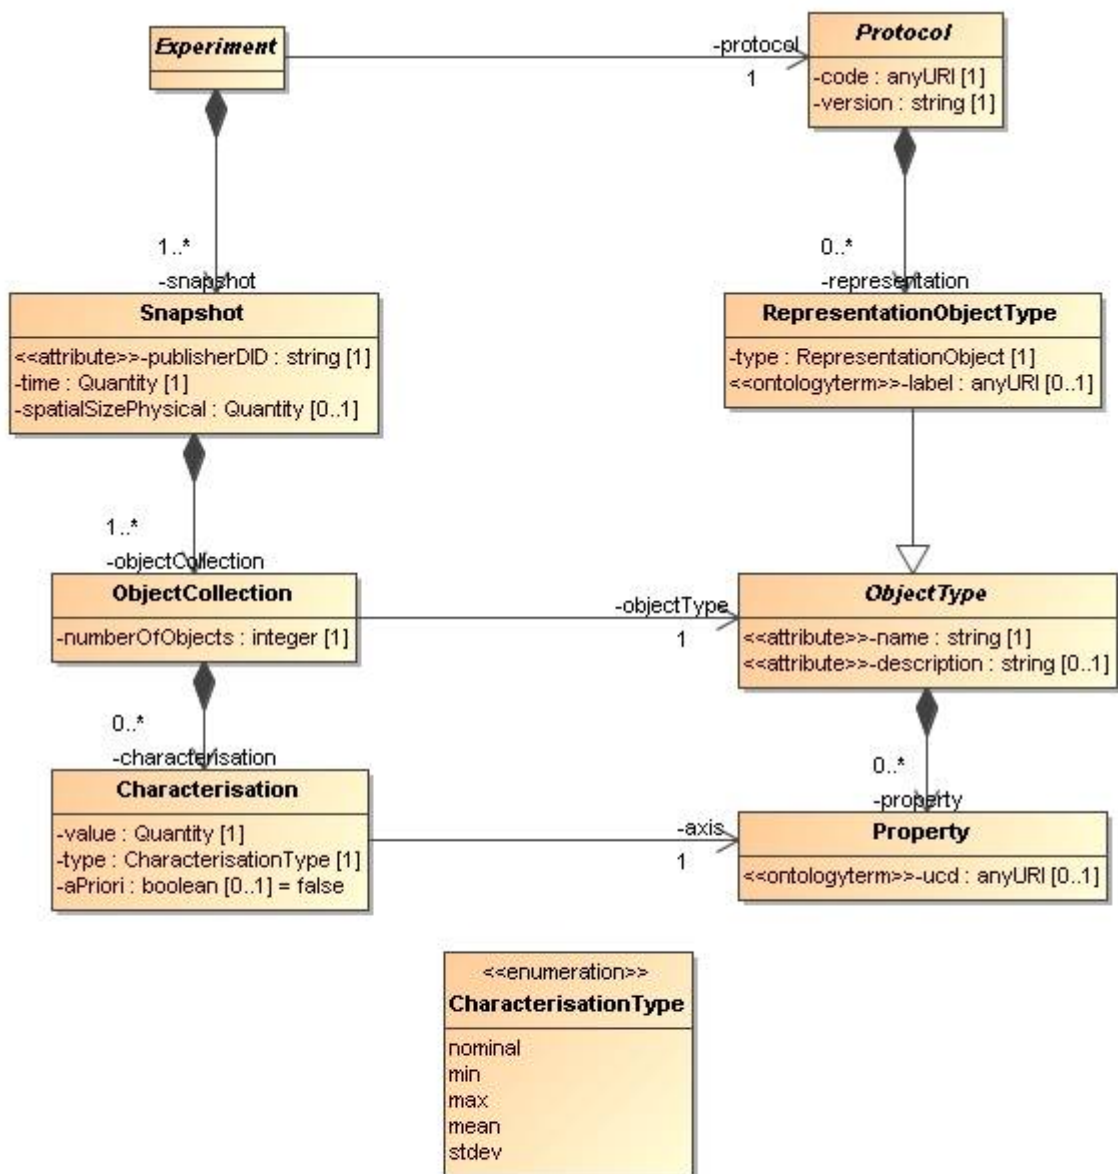 Experiment
-protocol
1
Protocol
-code : anyURI [1]
-version : string [1]
1..*
-snapshot
0..*
-representation
Snapshot
<<attribute>>-publisherDID : string [1]
-time : Quantity [1]
-spatialSizePhysical : Quantity [0..1]
RepresentationObjectType
-type : RepresentationObject [1]
<<ontologyterm>>-label : anyURI [0..1]
1..*
-objectCollection
ObjectCollection
-numberOfObjects : integer [1]
-objectType
1
ObjectType
<<attribute>>-name : string [1]
<<attribute>>-description : string [0..1]
0..*
-characterisation
0..*
-property
Characterisation
-value : Quantity [1]
-type : CharacterisationType [1]
-aPriori : boolean [0..1] = false
-axis
1
Property
<<ontologyterm>>-ucd : anyURI [0..1]
<<enumeration>>
CharacterisationType
nominal
min
max
mean
stdev